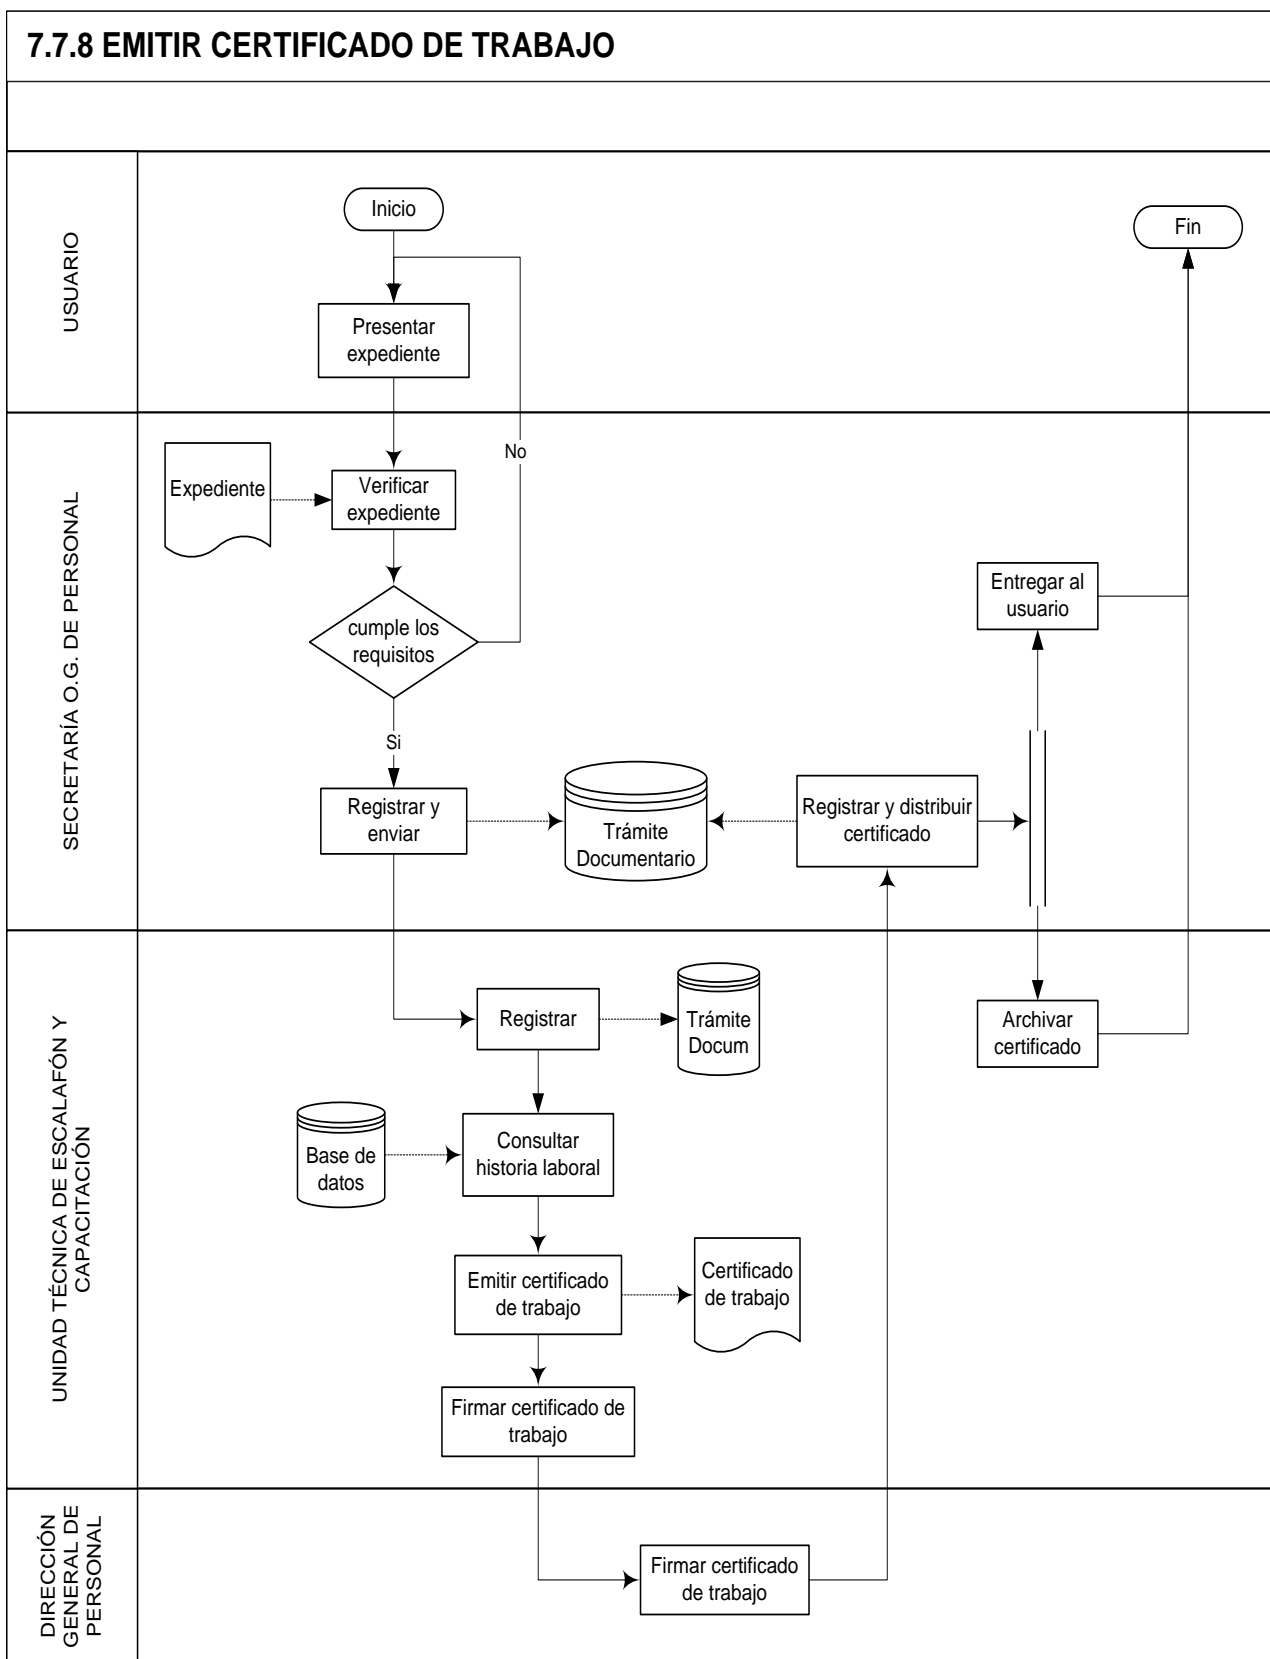 7.7.8 EMITIR CERTIFICADO DE TRABAJO
USUARIO
Inicio
Fin
Presentar
expediente
SECRETARÍA O.G. DE PERSONAL
No
Expediente
Verificar
expediente
cumple los
requisitos
Si
Registrar y
enviar
Trámite
Documentario
Registrar y distribuir
certificado
Entregar al
usuario
UNIDAD TÉCNICA DE ESCALAFÓN Y
CAPACITACIÓN
Registrar
Trámite
Docum
Archivar
certificado
Base de
datos
Consultar
historia laboral
Emitir certificado
de trabajo
Certificado
de trabajo
Firmar certificado de
trabajo
DIRECCIÓN
GENERAL DE
PERSONAL
Firmar certificado
de trabajo